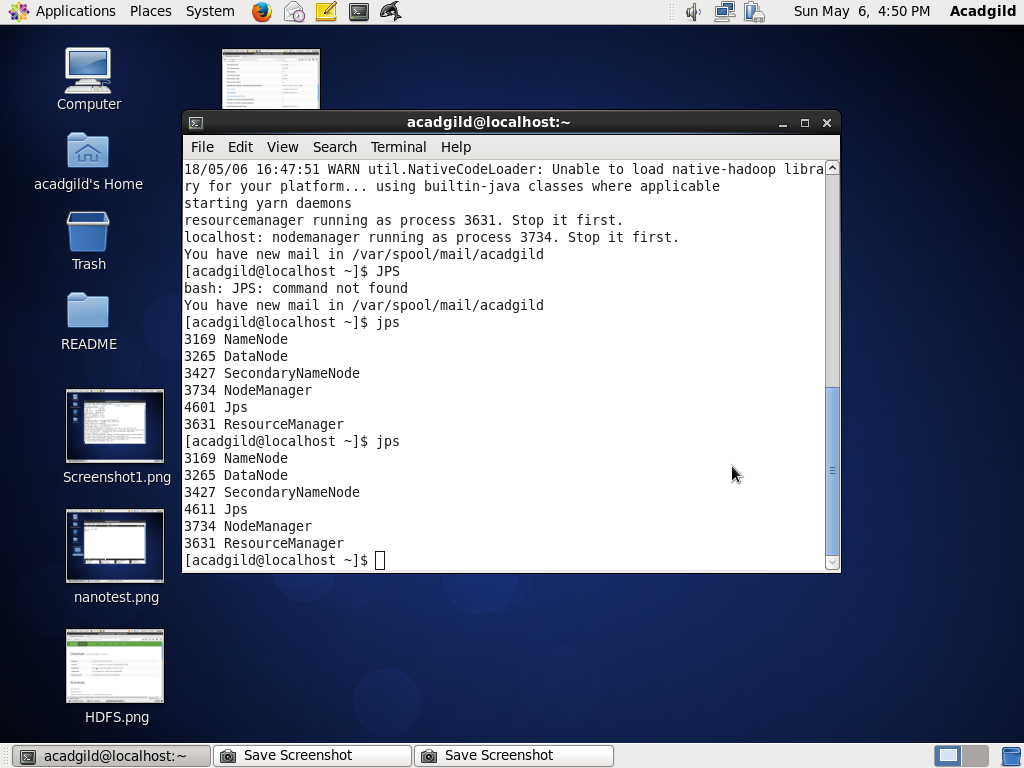 Applications Places System Sun May 6, 4:50 PM Acadgild
Computer
acadgild's Home
Trash
README
Screenshot1.png
nanotest.png
HDFS.png
acadgild@localhost:~
File Edit View Search Terminal Help
18/05/06 16:47:51 WARN util.NativeCodeLoader: Unable to load native-hadoop libra
ry for your platform... using builtin-java classes where applicable
starting yarn daemons
resourcemanager running as process 3631. Stop it first.
localhost: nodemanager running as process 3734. Stop it first.
You have new mail in /var/spool/mail/acadgild
[acadgild@localhost ~]$ JPS
bash: JPS: command not found
You have new mail in /var/spool/mail/acadgild
[acadgild@localhost ~]$ jps
3169 NameNode
3265 DataNode
3427 SecondaryNameNode
3734 NodeManager
4601 Jps
3631 ResourceManager
[acadgild@localhost ~]$ jps
3169 NameNode
3265 DataNode
3427 SecondaryNameNode
4611 Jps
3734 NodeManager
3631 ResourceManager
[acadgild@localhost ~]$
acadgild@localhost:~ Save Screenshot Save Screenshot